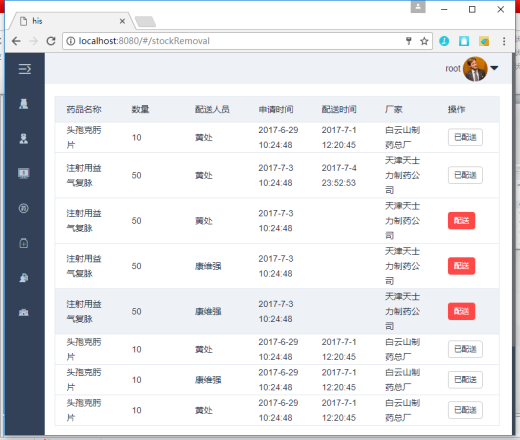 his
localhost:8080/#/stockRemoval
root
药品名称 数量 配送人员 申请时间 配送时间 厂家 操作
头孢克肟片 10 黄处 2017-6-29 10:24:48 2017-7-1 12:20:45 白云山制药总厂 已配送
注射用益气复脉 50 黄处 2017-7-3 10:24:48 2017-7-4 23:52:53 天津天士力制药公司 已配送
注射用益气复脉 50 黄处 2017-7-3 10:24:48 天津天士力制药公司 配送
注射用益气复脉 50 康维强 2017-7-3 10:24:48 天津天士力制药公司 配送
注射用益气复脉 50 康维强 2017-7-3 10:24:48 天津天士力制药公司 配送
头孢克肟片 10 黄处 2017-6-29 10:24:48 2017-7-1 12:20:45 白云山制药总厂 已配送
头孢克肟片 10 康维强 2017-6-29 10:24:48 2017-7-1 12:20:45 白云山制药总厂 已配送
头孢克肟片 10 黄处 2017-6-29 10:24:48 2017-7-1 12:20:45 白云山制药总厂 已配送